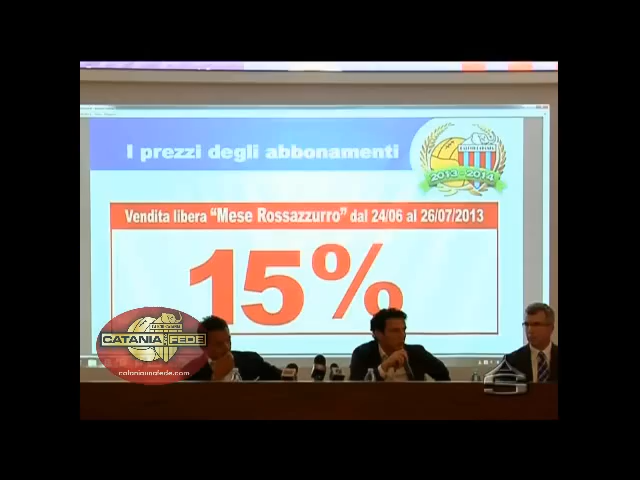 I prezzi degli abbonamenti
2013-2014
Vendita libera “Mese Rossazzurro” dal 24/06 al 26/07/2013
15%
CATANIA FEDE
cataniaunafede.com